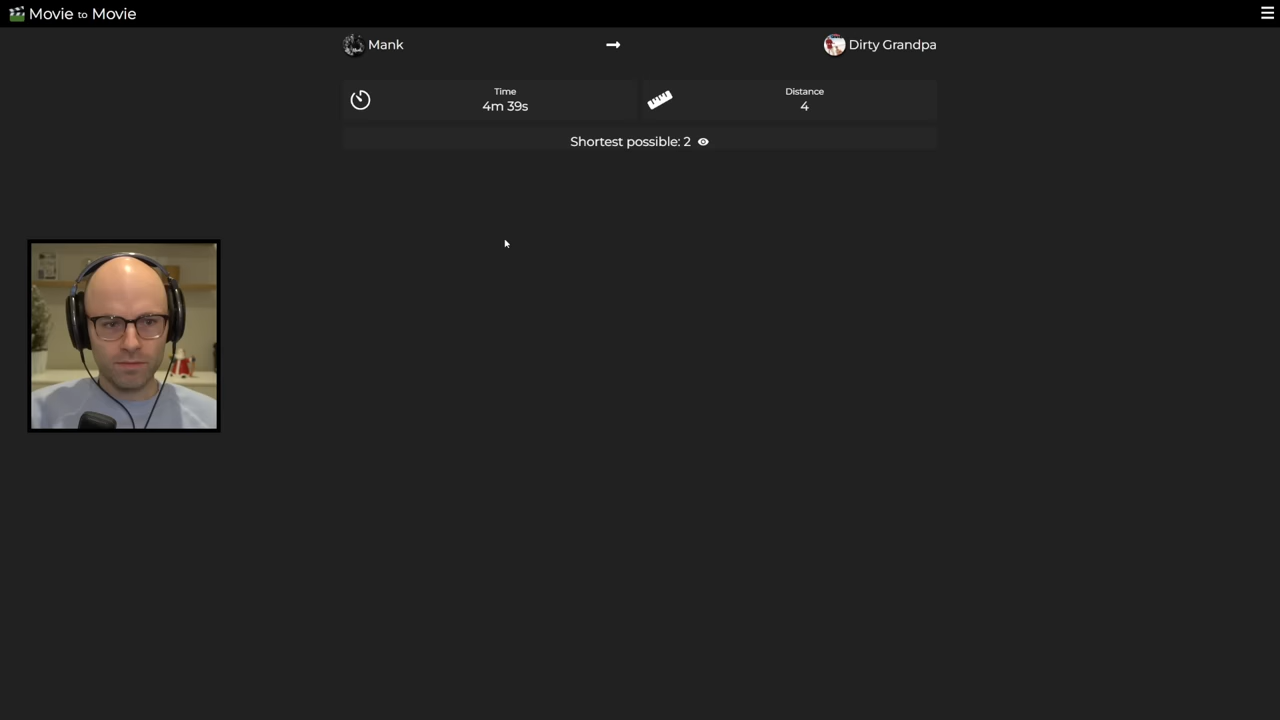 Movie to Movie
Mank
Dirty Grandpa
Time
4m 39s
Distance
4
Shortest possible: 2